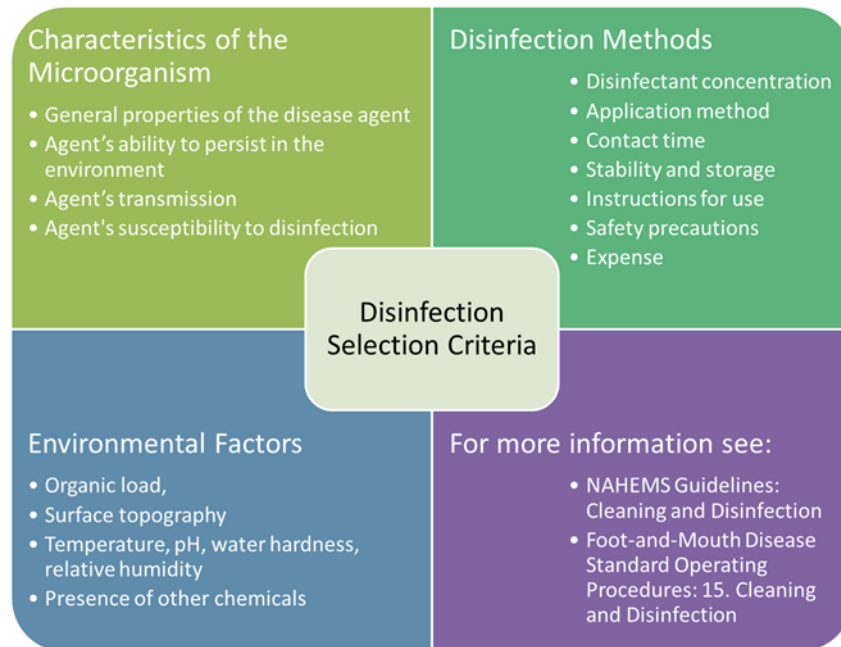 Characteristics of the
Microorganism
• General properties of the disease agent
• Agent’s ability to persist in the
environment
• Agent’s transmission
• Agent's susceptibility to disinfection
Disinfection Methods
• Disinfectant concentration
• Application method
• Contact time
• Stability and storage
• Instructions for use
• Safety precautions
• Expense
Disinfection
Selection Criteria
Environmental Factors
• Organic load,
• Surface topography
• Temperature, pH, water hardness,
relative humidity
• Presence of other chemicals
For more information see:
• NAHEMS Guidelines:
Cleaning and Disinfection
• Foot-and-Mouth Disease
Standard Operating
Procedures: 15. Cleaning
and Disinfection